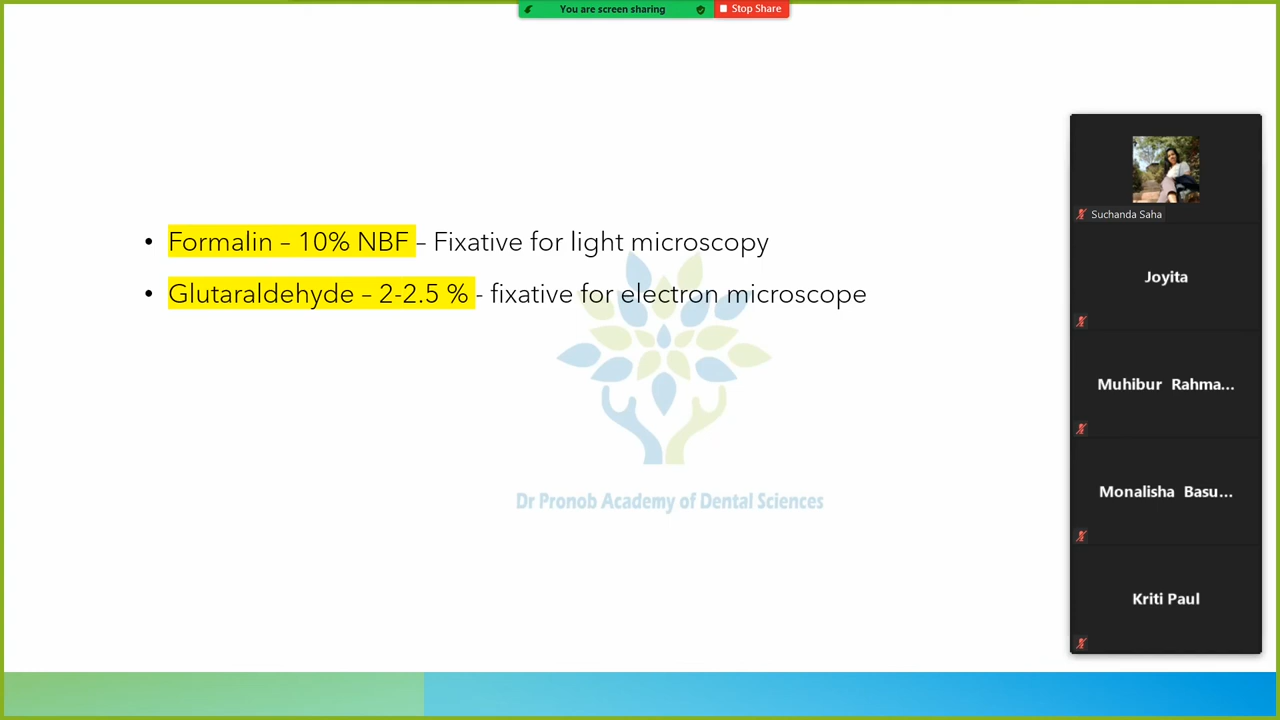 You are screen sharing
Stop Share
• Formalin – 10% NBF – Fixative for light microscopy
• Glutaraldehyde – 2-2.5 % - fixative for electron microscope
Dr Pronob Academy of Dental Sciences
Suchanda Saha
Joyita
Muhibur Rahma...
Monalisha Basu...
Kriti Paul